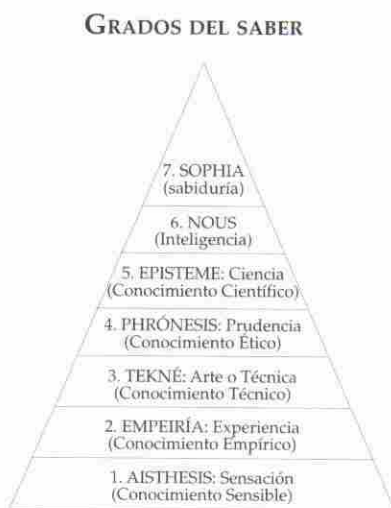 GRADOS DEL SABER
7. SOPHIA
(sabiduría)
6. NOUS
(Inteligencia)
5. EPISTEME: Ciencia
(Conocimiento Científico)
4. PHRÓNESIS: Prudencia
(Conocimiento Ético)
3. TEKNÉ: Arte o Técnica
(Conocimiento Técnico)
2. EMPEIRÍA: Experiencia
(Conocimiento Empírico)
1. AISTHESIS: Sensación
(Conocimiento Sensible)